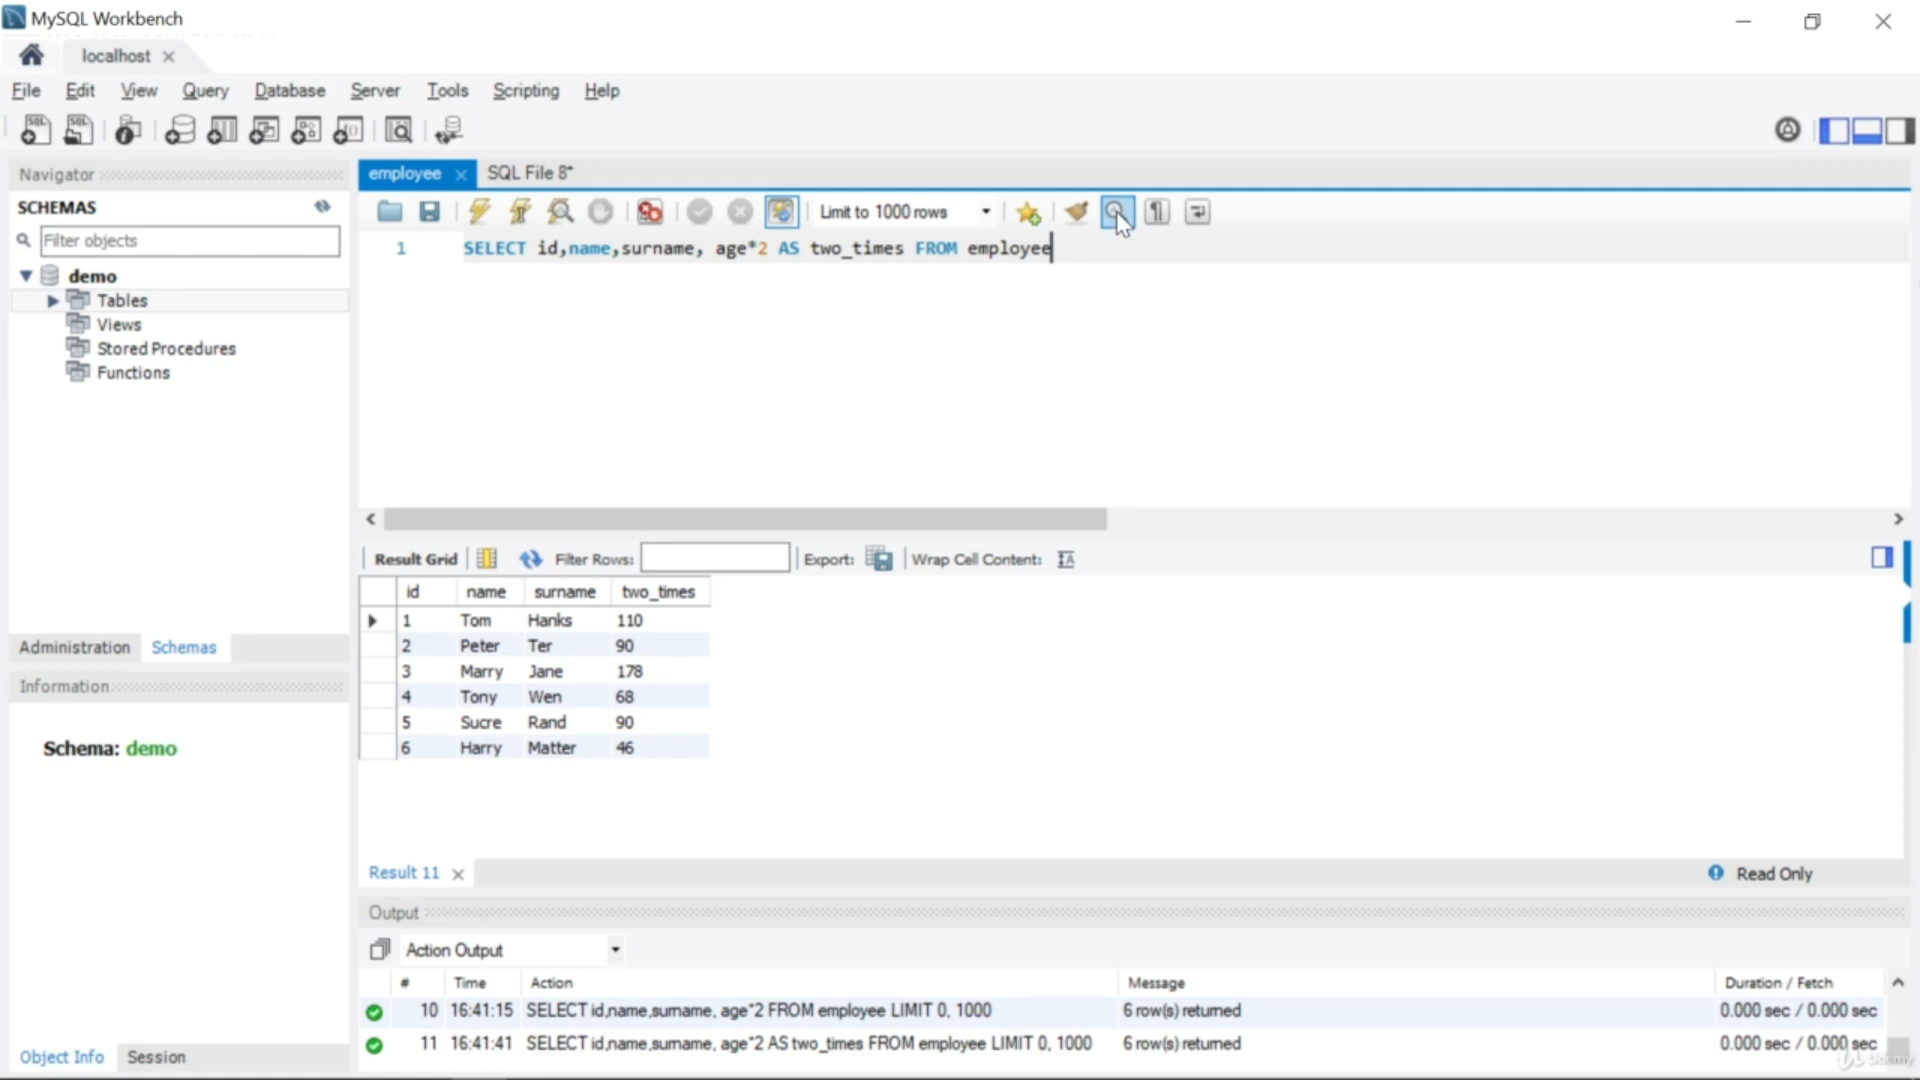 MySQL Workbench
localhost
File Edit View Query Database Server Tools Scripting Help
Navigator
SCHEMAS
Filter objects
demo
Tables
Views
Stored Procedures
Functions
Administration Schemas
Information
Schema: demo
Object Info Session
employee SQL File 8*
Limit to 1000 rows
1 SELECT id,name,surname, age*2 AS two_times FROM employee
Result Grid Filter Rows: Export: Wrap Cell Content:
id name surname two_times
1 Tom Hanks 110
2 Peter Ter 90
3 Marry Jane 178
4 Tony Wen 68
5 Sucre Rand 90
6 Harry Matter 46
Result 11 Read Only
Output
Action Output
# Time Action Message Duration / Fetch
10 16:41:15 SELECT id,name,surname, age*2 FROM employee LIMIT 0, 1000 6 row(s) returned 0.000 sec / 0.000 sec
11 16:41:41 SELECT id,name,surname, age*2 AS two_times FROM employee LIMIT 0, 1000 6 row(s) returned 0.000 sec / 0.000 sec
Udemy